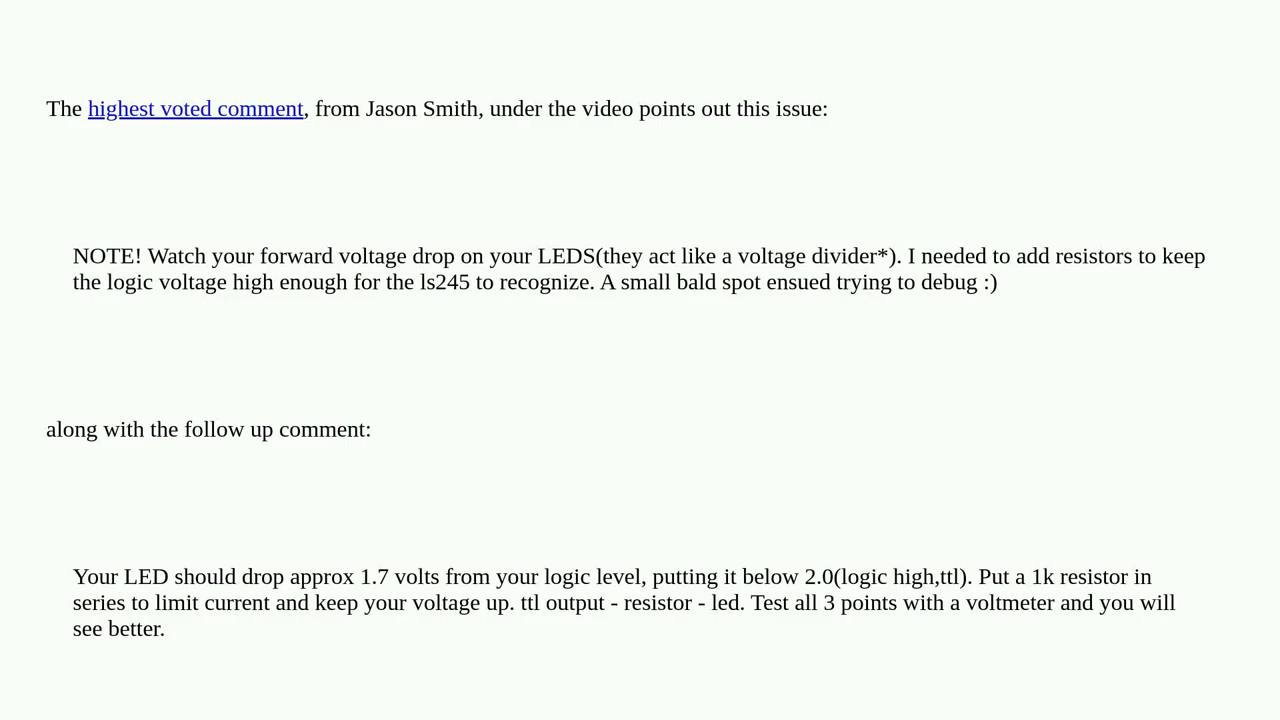 The highest voted comment, from Jason Smith, under the video points out this issue:
NOTE! Watch your forward voltage drop on your LEDS(they act like a voltage divider*). I needed to add resistors to keep
the logic voltage high enough for the ls245 to recognize. A small bald spot ensued trying to debug :)
along with the follow up comment:
Your LED should drop approx 1.7 volts from your logic level, putting it below 2.0(logic high,ttl). Put a 1k resistor in
series to limit current and keep your voltage up. ttl output - resistor - led. Test all 3 points with a voltmeter and you will
see better.